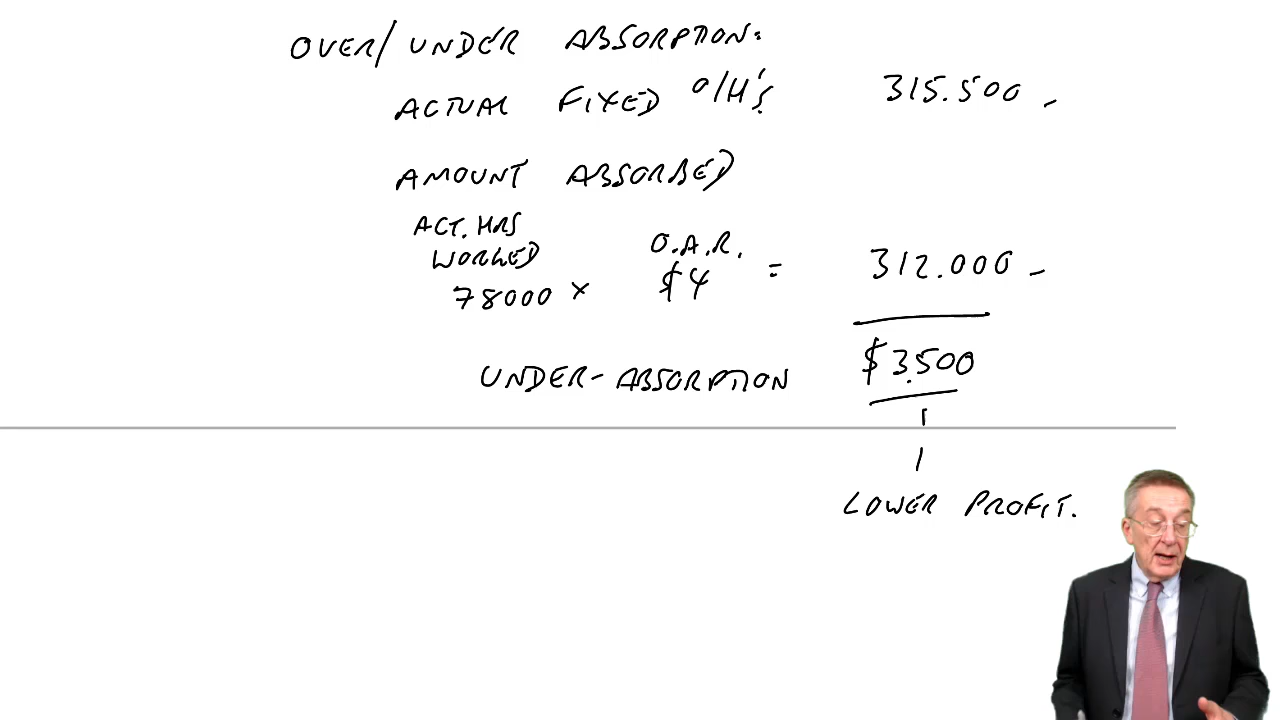 OVER/UNDER ABSORPTION:
ACTUAL FIXED O/H's 315.500 -
AMOUNT ABSORBED
ACT. HRS
WORKED O.A.R.
78000 × $4 = 312.000 -
UNDER-ABSORPTION $3.500
LOWER PROFIT.